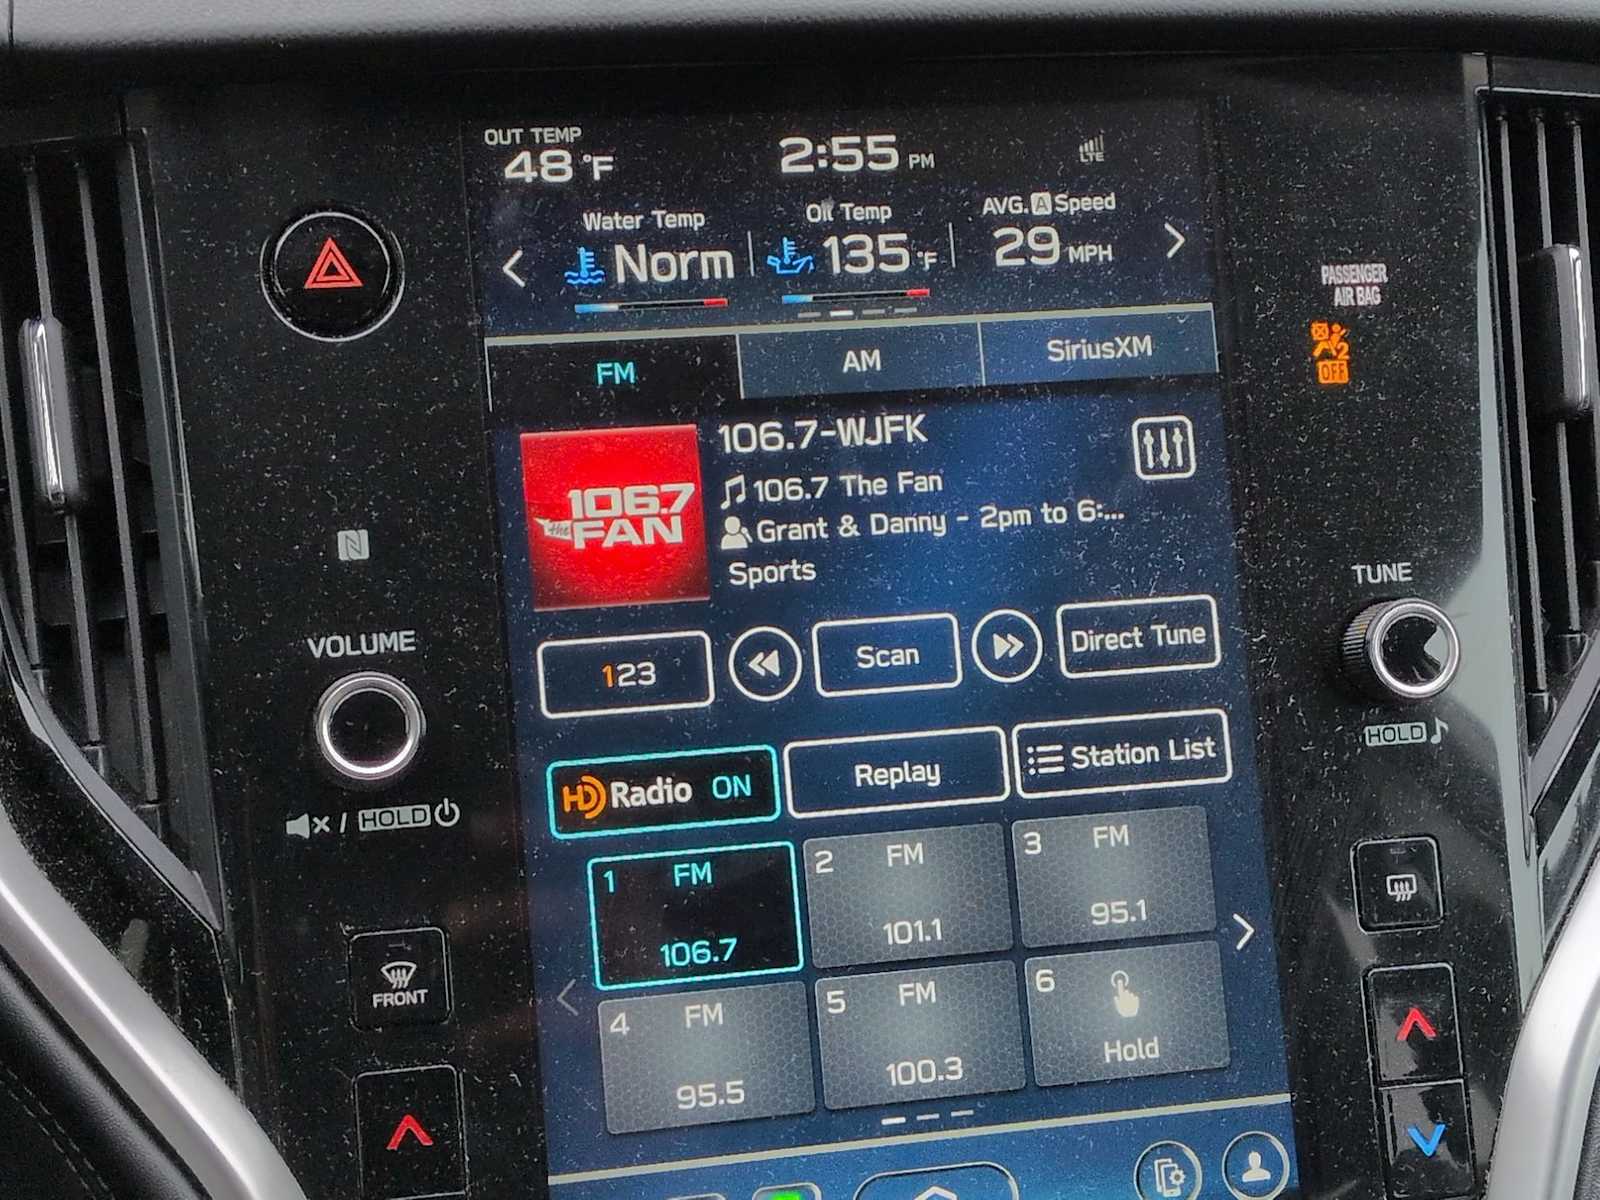 OUT TEMP
48 °F
2:55 PM
LTE
Water Temp
Norm
Oil Temp
135 °F
AVG. A Speed
29 MPH
PASSENGER
AIR BAG
2
OFF
FM
AM
SiriusXM
106.7
the
FAN
106.7-WJFK
106.7 The Fan
Grant & Danny - 2pm to 6:...
Sports
N
VOLUME
HOLD
TUNE
HOLD
123
Scan
Direct Tune
HD Radio ON
Replay
Station List
1 FM
106.7
2 FM
101.1
3 FM
95.1
4 FM
95.5
5 FM
100.3
6
Hold
FRONT